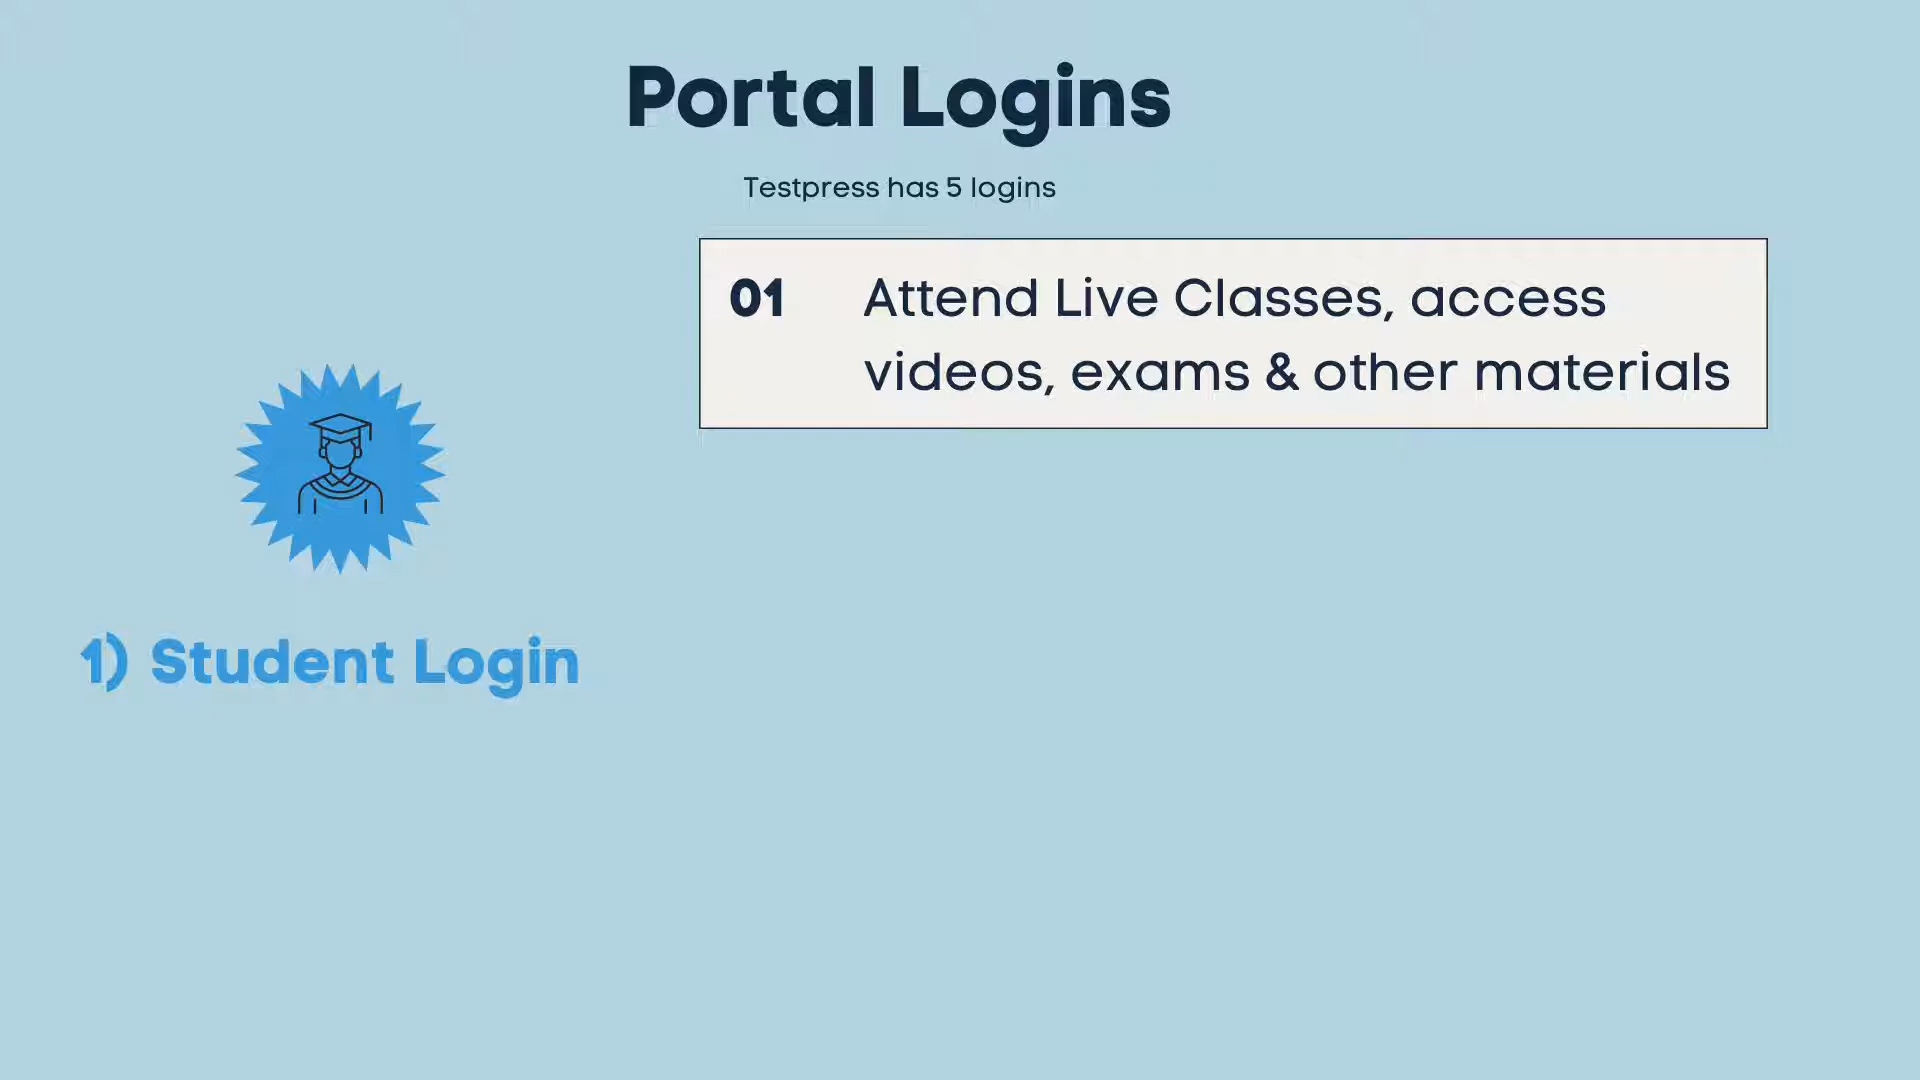 Portal Logins
Testpress has 5 logins
01 Attend Live Classes, access
videos, exams & other materials
1) Student Login